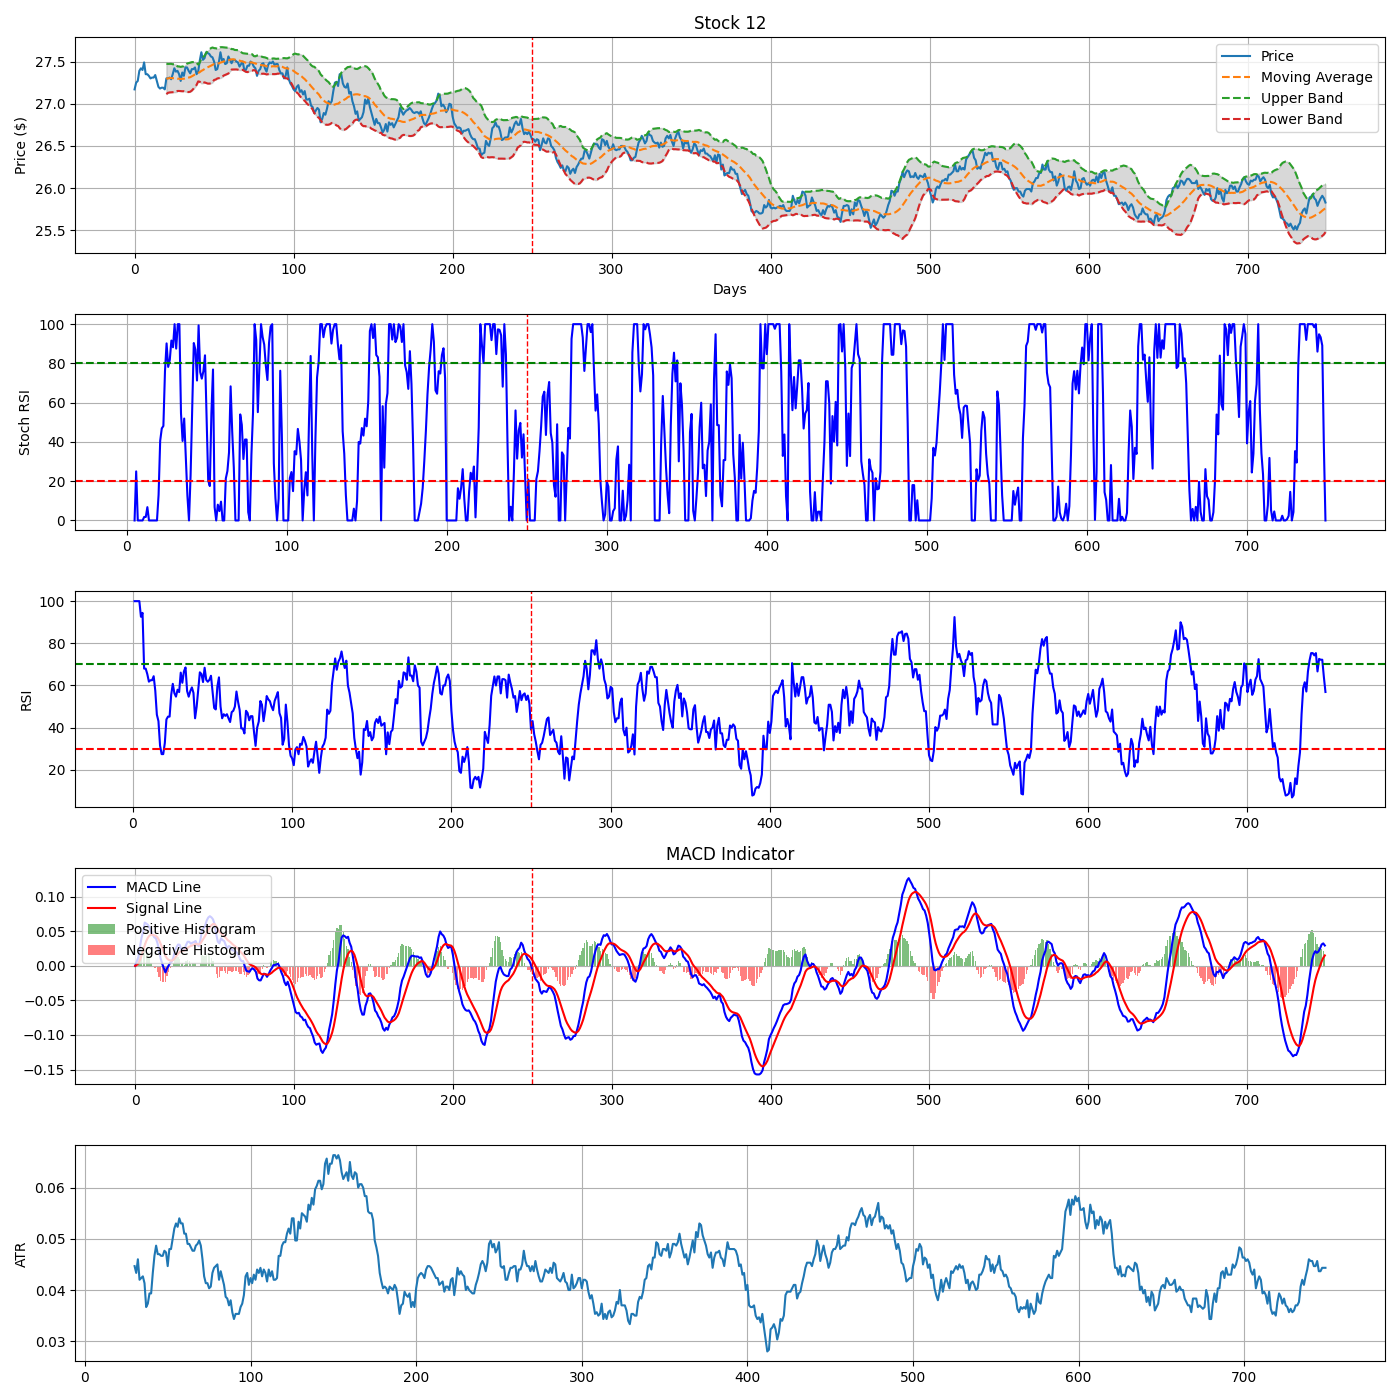 Stock 12
Price ($)
27.5
27.0
26.5
26.0
25.5
Price
Moving Average
Upper Band
Lower Band
0 100 200 300 400 500 600 700
Days
Stoch RSI
100
80
60
40
20
0
0 100 200 300 400 500 600 700
RSI
100
80
60
40
20
0 100 200 300 400 500 600 700
MACD Indicator
0.10
0.05
0.00
−0.05
−0.10
−0.15
MACD Line
Signal Line
Positive Histogram
Negative Histogram
0 100 200 300 400 500 600 700
ATR
0.06
0.05
0.04
0.03
0 100 200 300 400 500 600 700